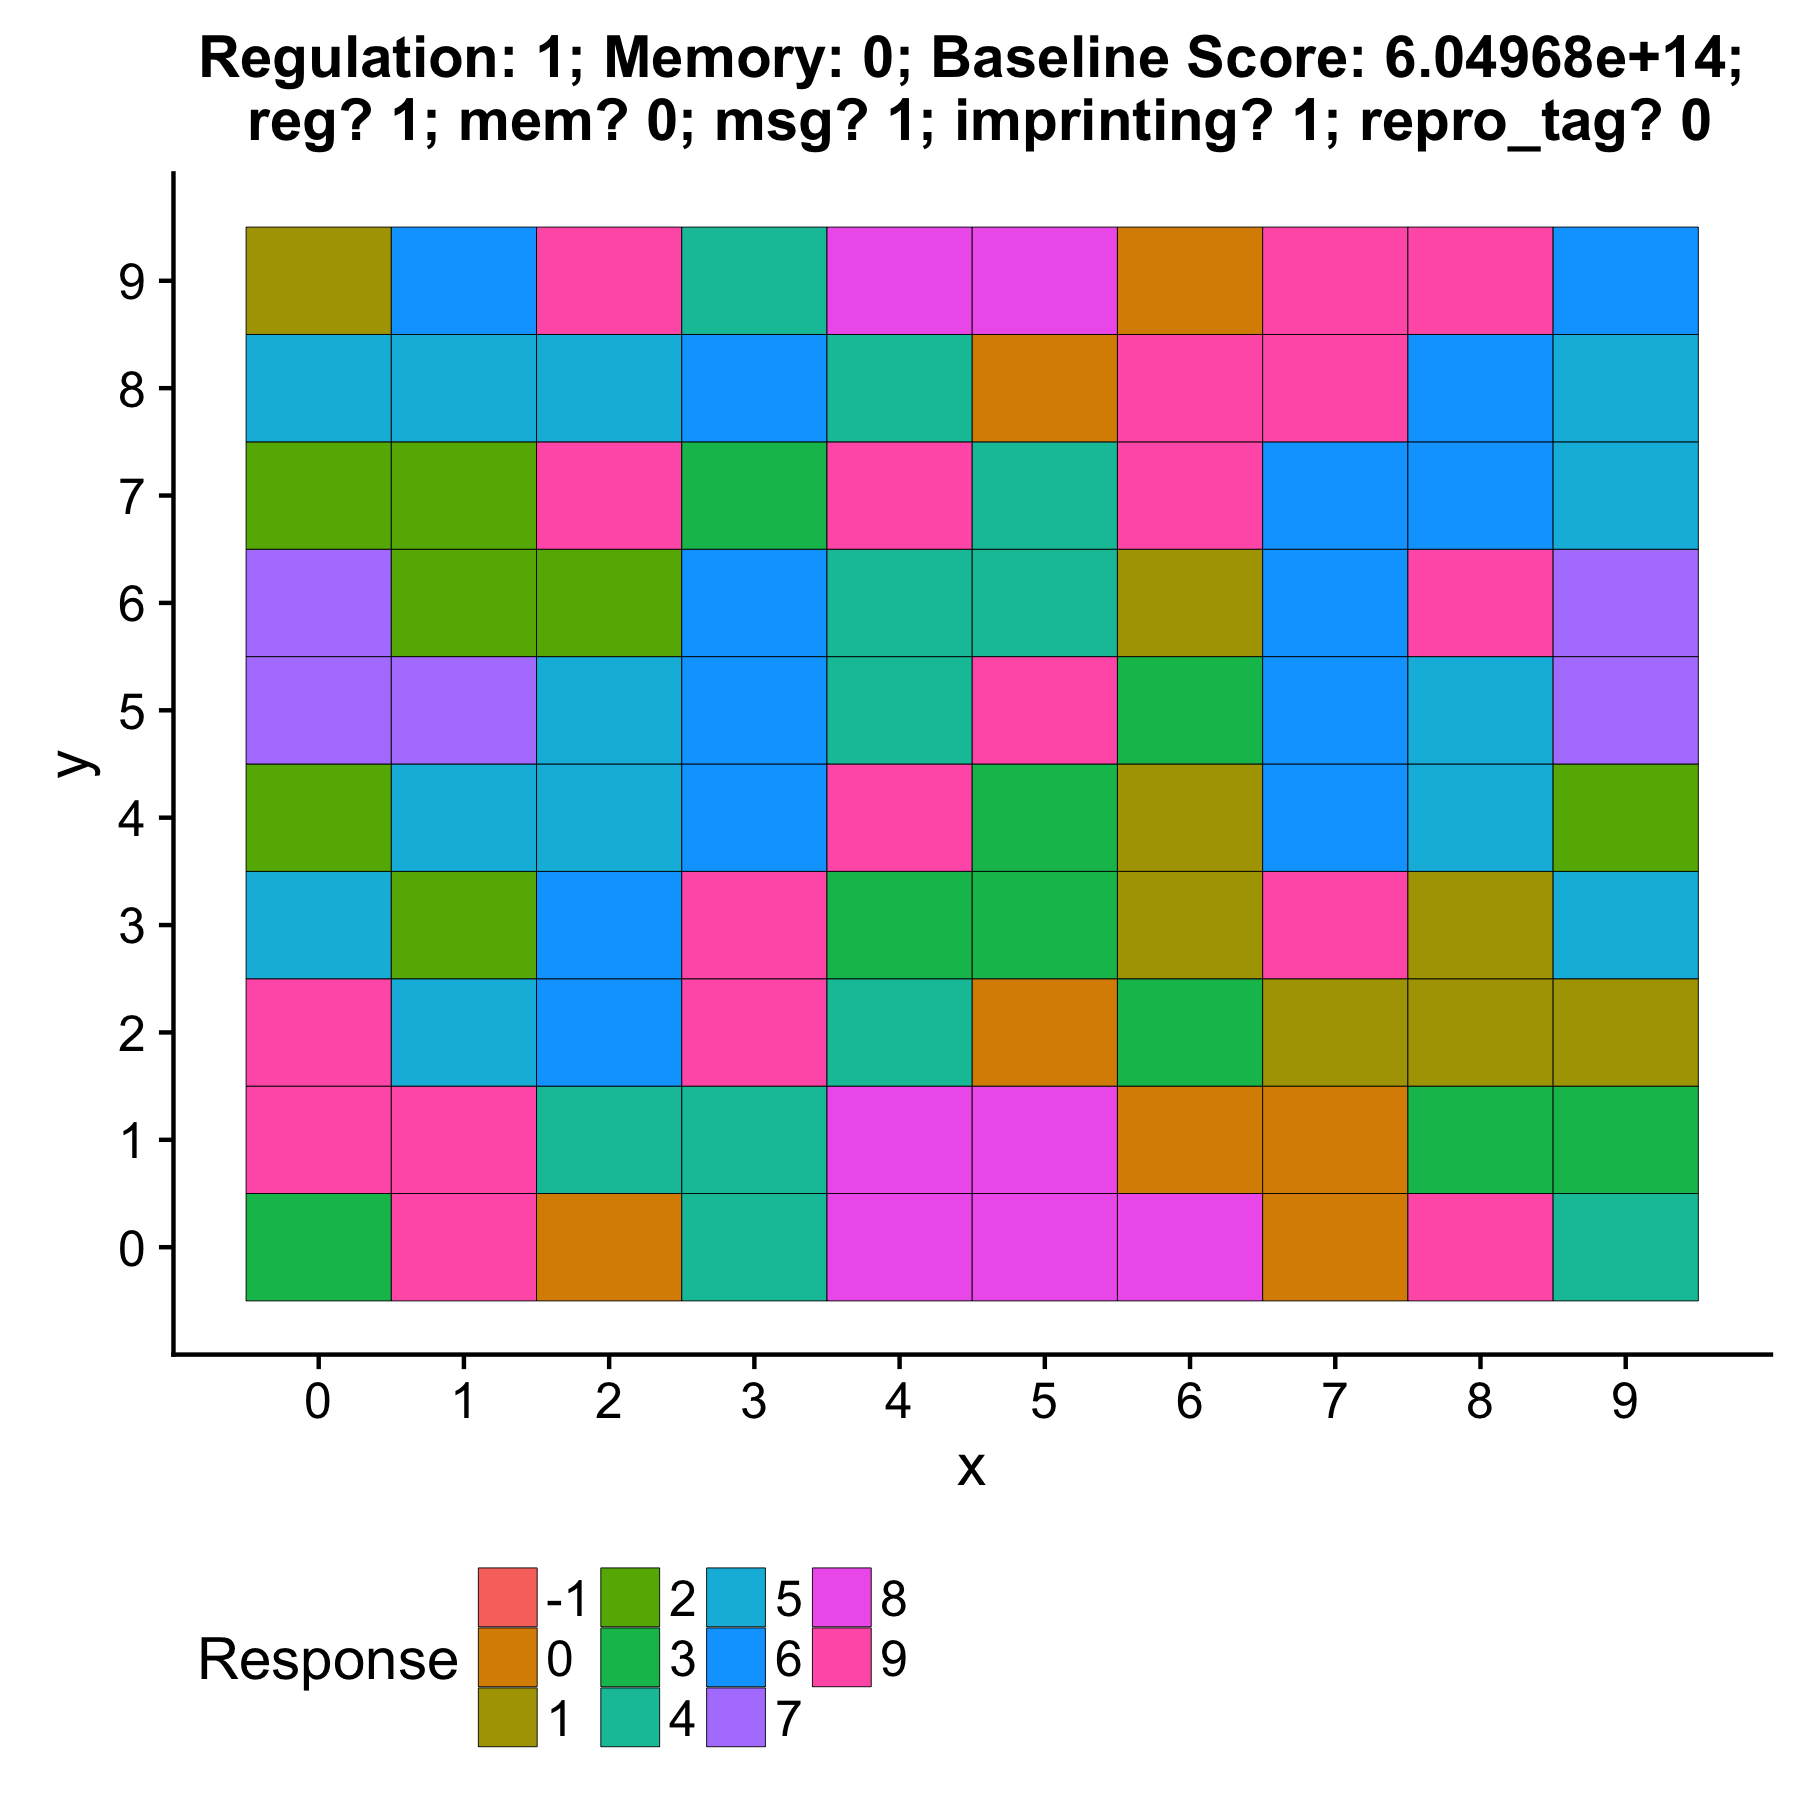 Regulation: 1; Memory: 0; Baseline Score: 6.04968e+14;
reg? 1; mem? 0; msg? 1; imprinting? 1; repro_tag? 0
9
8
7
6
5
4
3
2
1
0
y
0 1 2 3 4 5 6 7 8 9
x
Response
-1 2 5 8
0 3 6 9
1 4 7